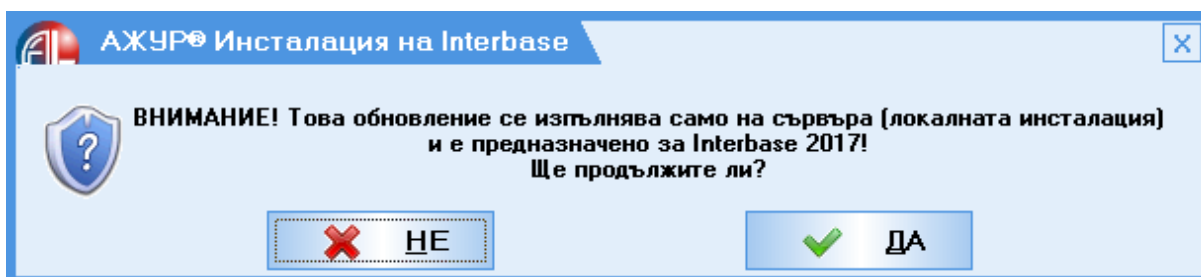 АЖУР® Инсталация на Interbase
ВНИМАНИЕ! Това обновление се изпълнява само на сървъра (локалната инсталация)
и е предназначено за Interbase 2017!
Ще продължите ли?
НЕ
ДА